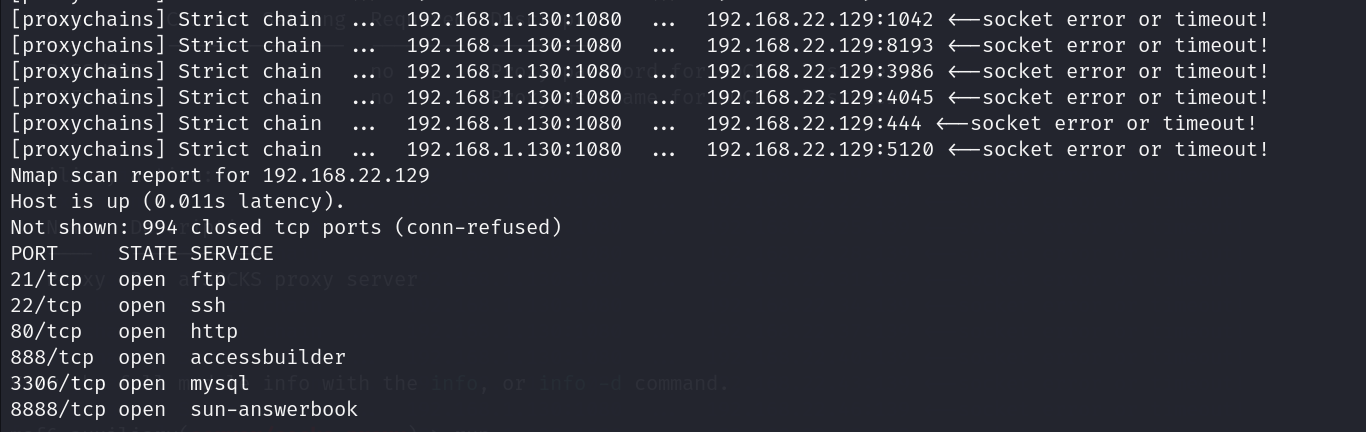 [proxychains] Strict chain ... 192.168.1.130:1080 ... 192.168.22.129:1042 <--socket error or timeout!
[proxychains] Strict chain ... 192.168.1.130:1080 ... 192.168.22.129:8193 <--socket error or timeout!
[proxychains] Strict chain ... 192.168.1.130:1080 ... 192.168.22.129:3986 <--socket error or timeout!
[proxychains] Strict chain ... 192.168.1.130:1080 ... 192.168.22.129:4045 <--socket error or timeout!
[proxychains] Strict chain ... 192.168.1.130:1080 ... 192.168.22.129:444 <--socket error or timeout!
[proxychains] Strict chain ... 192.168.1.130:1080 ... 192.168.22.129:5120 <--socket error or timeout!
Nmap scan report for 192.168.22.129
Host is up (0.011s latency).
Not shown: 994 closed tcp ports (conn-refused)
PORT STATE SERVICE
21/tcp open ftp
22/tcp open ssh
80/tcp open http
888/tcp open accessbuilder
3306/tcp open mysql
8888/tcp open sun-answerbook